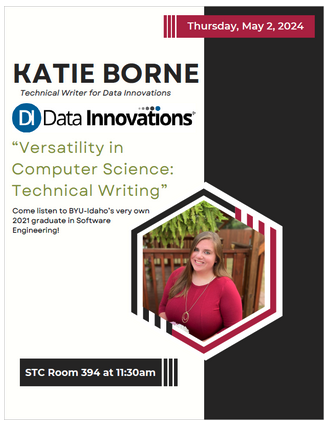 Thursday, May 2, 2024
KATIE BORNE
Technical Writer for Data Innovations
DI Data Innovations
“Versatility in
Computer Science:
Technical Writing”
Come listen to BYU-Idaho's very own
2021 graduate in Software
Engineering!
STC Room 394 at 11:30am